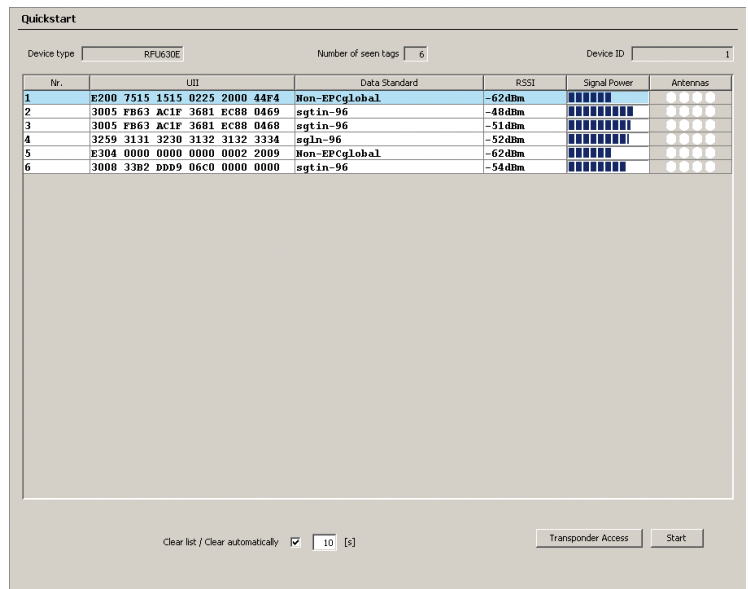 Quickstart
Device type RFU630E Number of seen tags 6 Device ID 1
Nr. UII Data Standard RSSI Signal Power Antennas
1 E200 7515 1515 0225 2000 44F4 Non-EPCglobal -62dBm
2 3005 FB63 AC1F 3681 EC88 0469 sgtin-96 -48dBm
3 3005 FB63 AC1F 3681 EC88 0468 sgtin-96 -51dBm
4 3259 3131 3230 3132 3132 3334 sgln-96 -52dBm
5 E304 0000 0000 0000 0002 2009 Non-EPCglobal -62dBm
6 3008 33B2 DDD9 06C0 0000 0000 sgtin-96 -54dBm
Clear list / Clear automatically 10 [s] Transponder Access Start